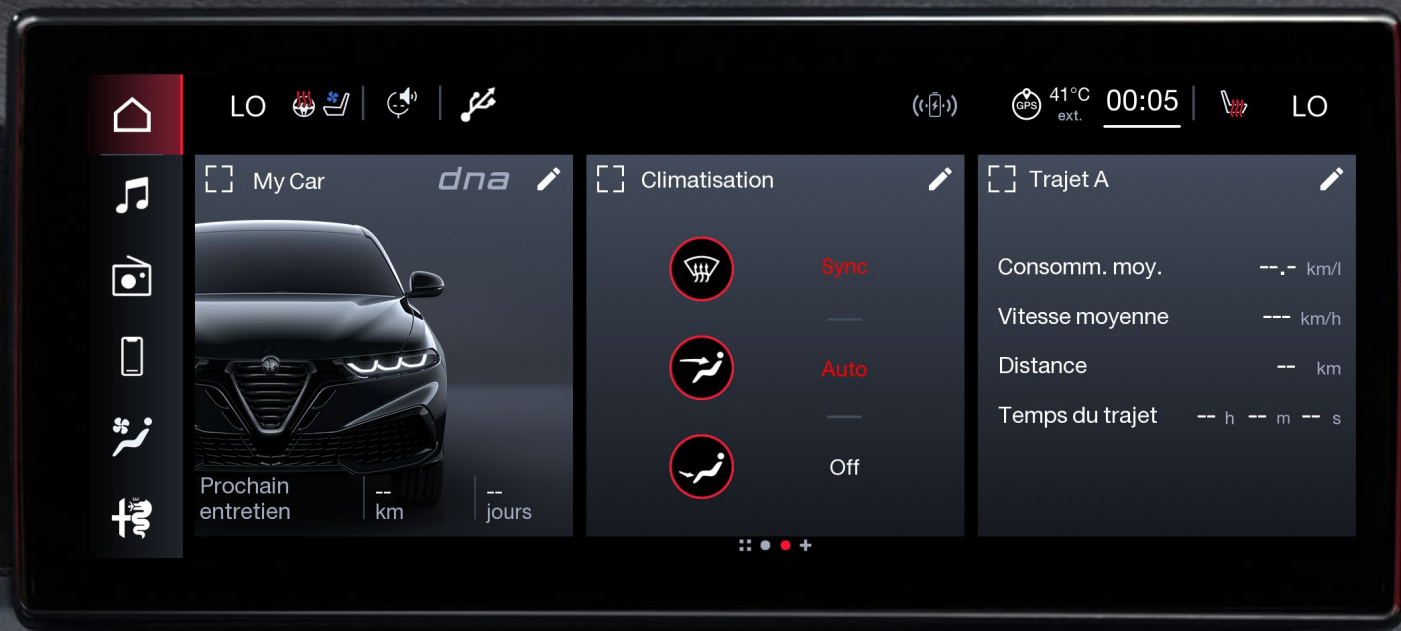 LO
GPS
41°C
ext.
00:05
LO
My Car
dna
Climatisation
Trajet A
Prochain
entretien
--
km
--
jours
Sync
Auto
Off
Consomm. moy. --.- km/l
Vitesse moyenne --- km/h
Distance -- km
Temps du trajet -- h -- m -- s